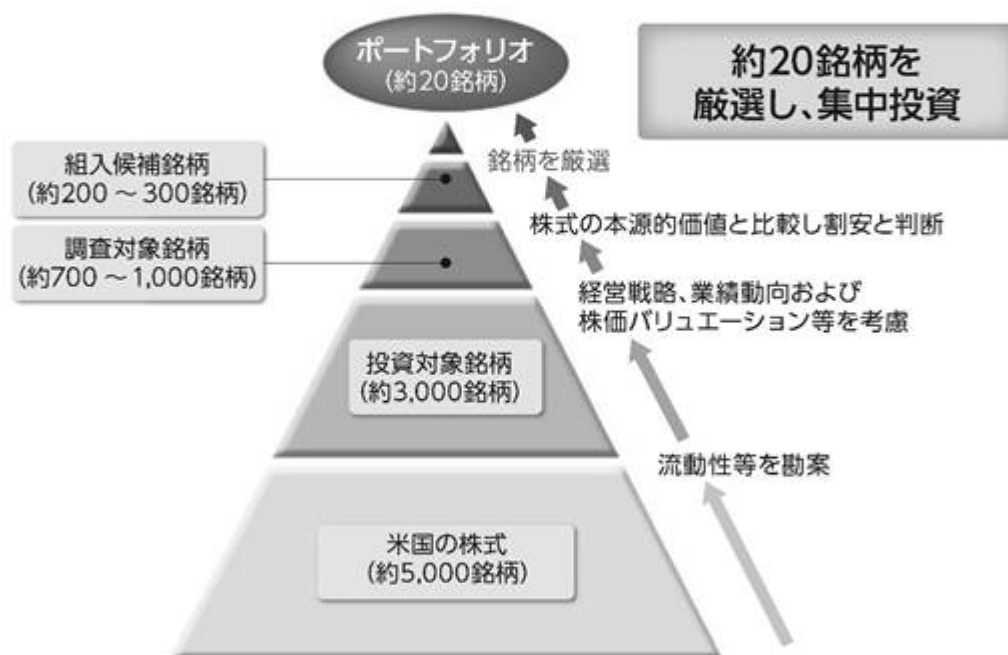 ポートフォリオ
(約20銘柄)
約20銘柄を
厳選し、集中投資
銘柄を厳選
組入候補銘柄
(約200 ～ 300銘柄)
株式の本源的価値と比較し割安と判断
調査対象銘柄
(約700 ～ 1,000銘柄)
経営戦略、業績動向および
株価バリュエーション等を考慮
投資対象銘柄
(約3,000銘柄)
流動性等を勘案
米国の株式
(約5,000銘柄)